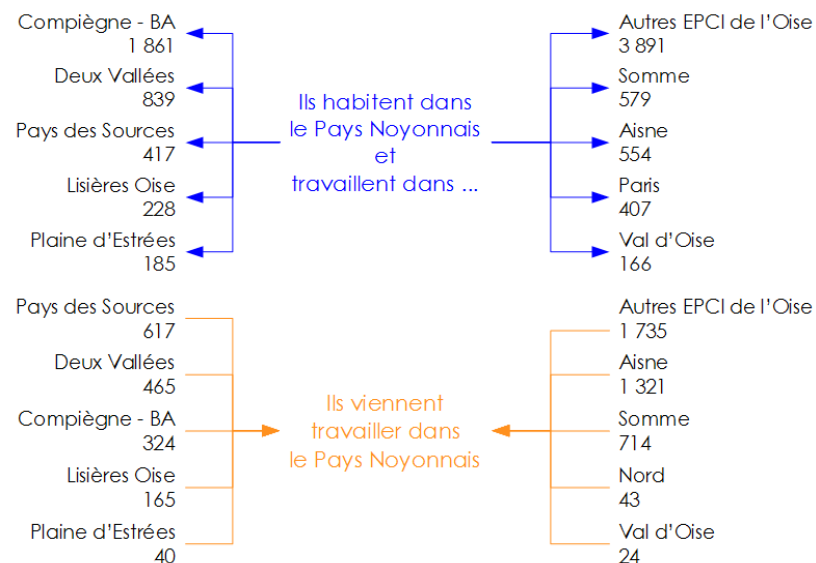 Compiègne - BA
1 861
Deux Vallées
839
Pays des Sources
417
Lisières Oise
228
Plaine d'Estrées
185
Ils habitent dans
le Pays Noyonnais
et
travaillent dans ...
Autres EPCI de l'Oise
3 891
Somme
579
Aisne
554
Paris
407
Val d'Oise
166
Pays des Sources
617
Deux Vallées
465
Compiègne - BA
324
Lisières Oise
165
Plaine d'Estrées
40
Ils viennent
travailler dans
le Pays Noyonnais
Autres EPCI de l'Oise
1 735
Aisne
1 321
Somme
714
Nord
43
Val d'Oise
24